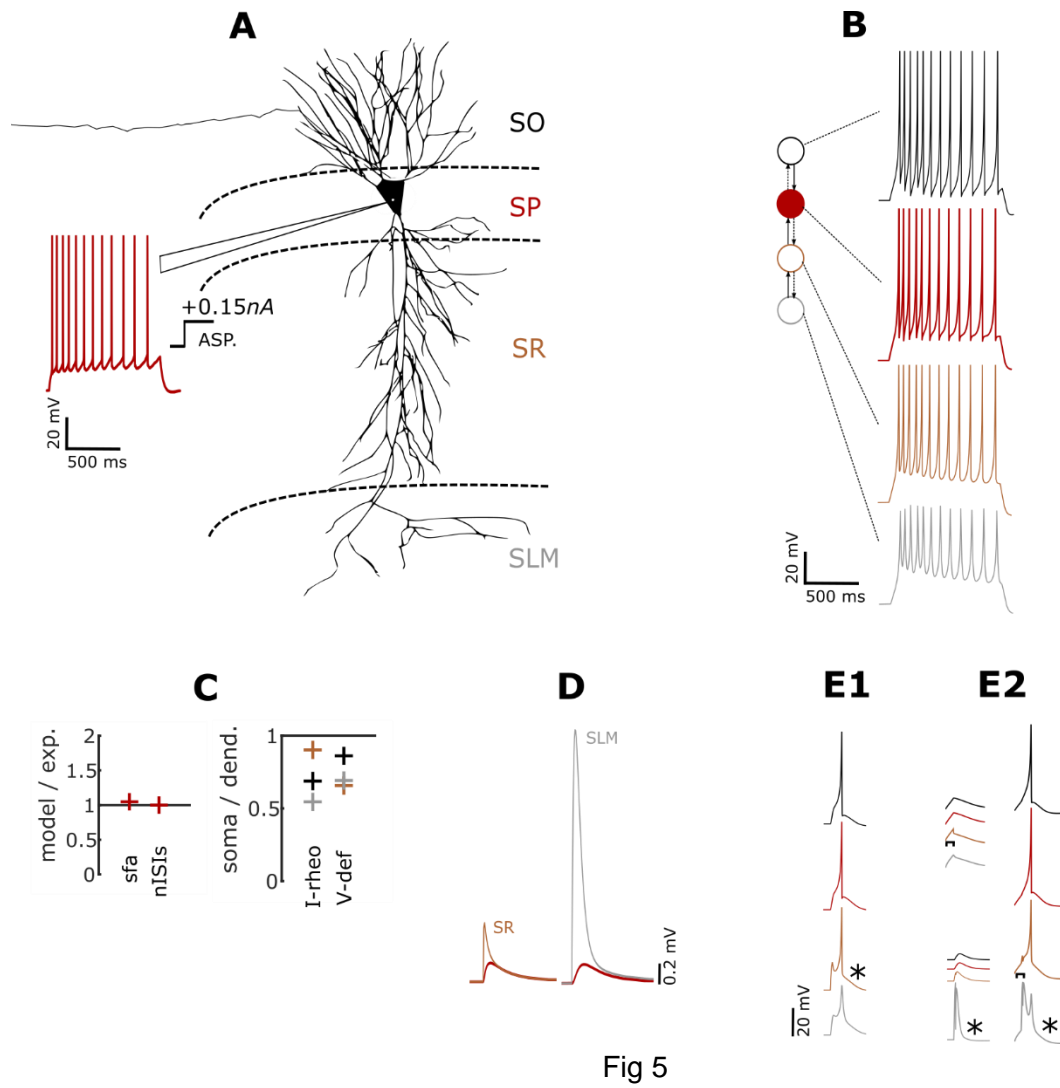 A
SO
SP
+0.15nA
ASP.
SR
20 mV
500 ms
SLM
B
20 mV
500 ms
C
model / exp.
2
1.5
1
0.5
0
sfa
nISIs
soma / dend.
1
0.5
0
I-rheo
V-def
D
SLM
SR
0.2 mV
E1
E2
*
20 mV
*
*
Fig 5